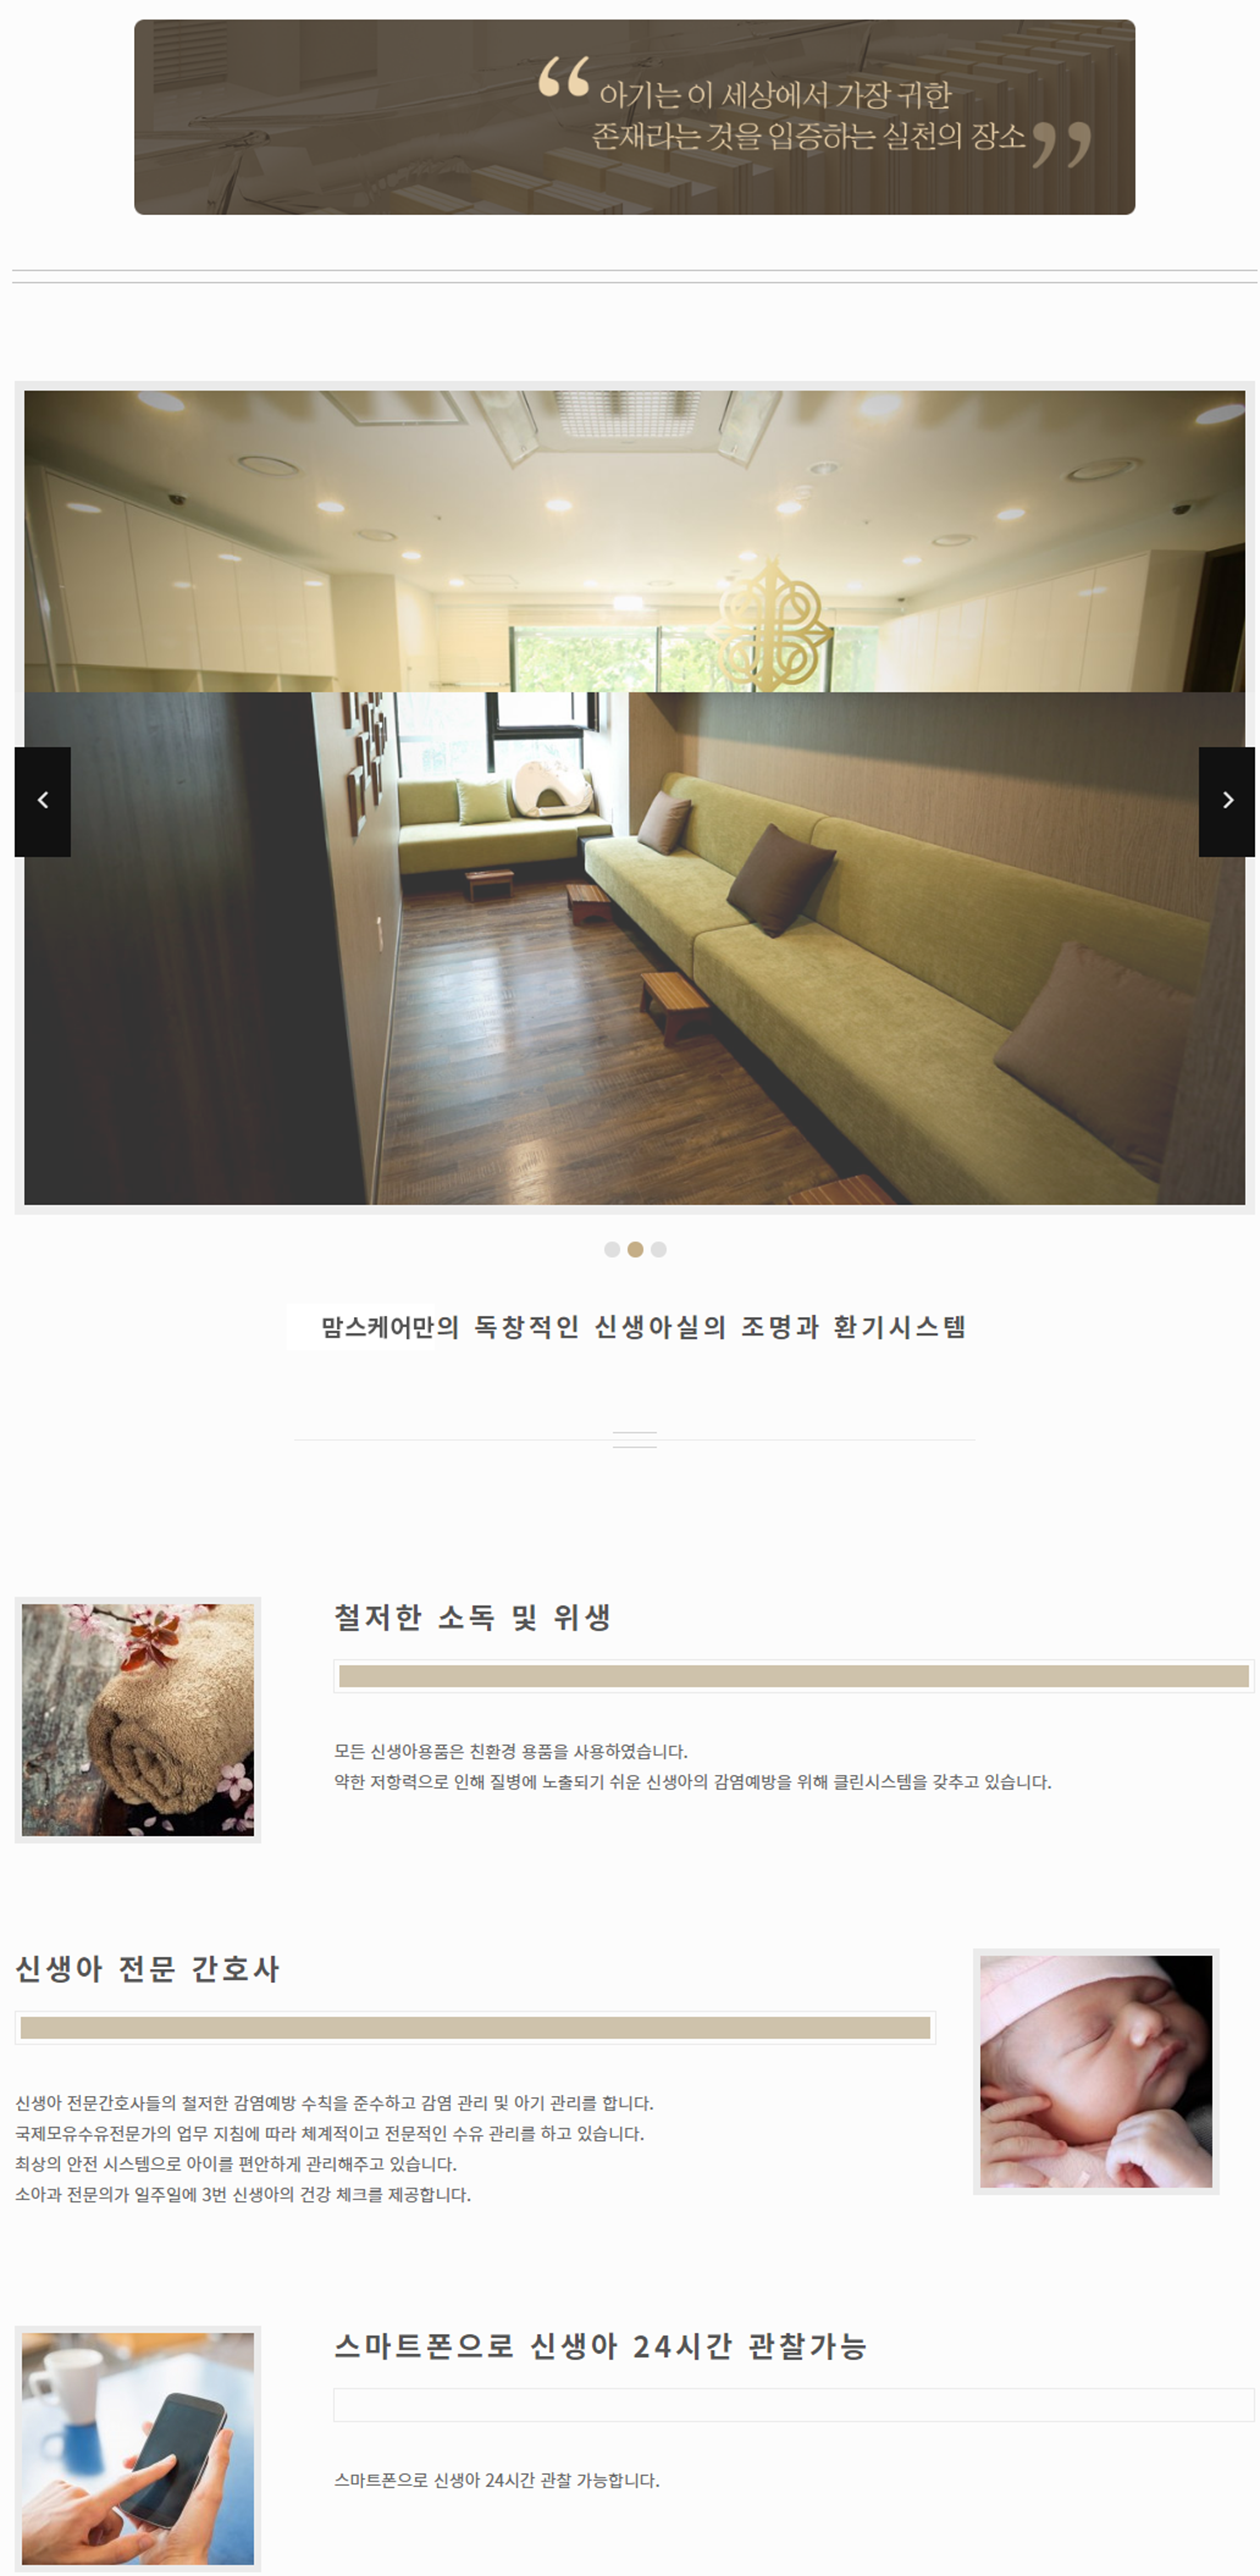 “ 아기는 이 세상에서 가장 귀한
존재라는 것을 입증하는 실천의 장소 ”
맘스케어만의 독창적인 신생아실의 조명과 환기시스템
철저한 소독 및 위생
모든 신생아용품은 친환경 용품을 사용하였습니다.
약한 저항력으로 인해 질병에 노출되기 쉬운 신생아의 감염예방을 위해 클린시스템을 갖추고 있습니다.
신생아 전문 간호사
신생아 전문간호사들의 철저한 감염예방 수칙을 준수하고 감염 관리 및 아기 관리를 합니다.
국제모유수유전문가의 업무 지침에 따라 체계적이고 전문적인 수유 관리를 하고 있습니다.
최상의 안전 시스템으로 아이를 편안하게 관리해주고 있습니다.
소아과 전문의가 일주일에 3번 신생아의 건강 체크를 제공합니다.
스마트폰으로 신생아 24시간 관찰가능
스마트폰으로 신생아 24시간 관찰 가능합니다.